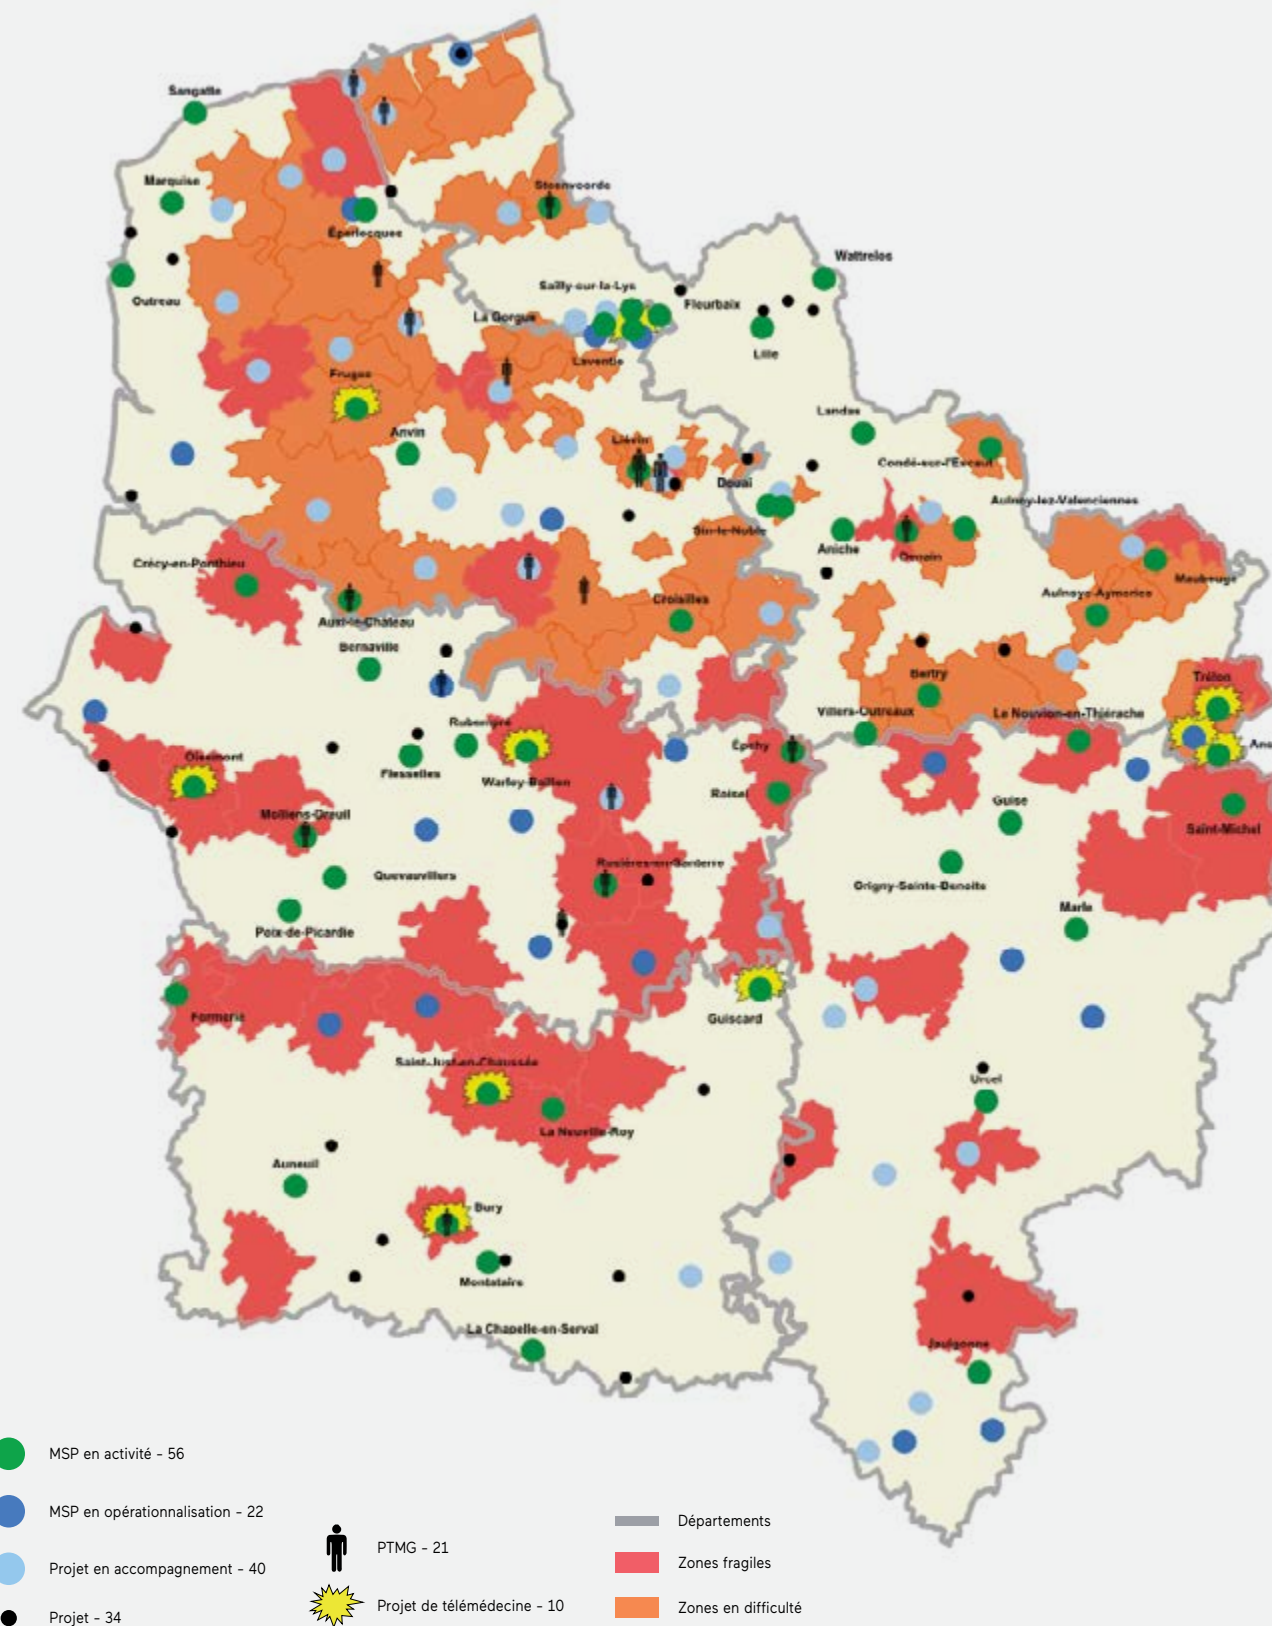 Sangatte
Marquise
Steenvoorde
Éperlecques
Wattrelos
Sailly-sur-la-Lys
Outreau
Fleurbaix
La Gorgue
Lille
Laventie
Fruges
Landas
Anvin
Liévin
Condé-sur-l'Escaut
Douai
Aulnoy-lez-Valenciennes
Sin-le-Noble
Aniche
Denain
Crécy-en-Ponthieu
Maubeuge
Aulnoye-Aymeries
Croisilles
Auxi-le-Chateau
Bernaville
Bertry
Trélon
Villers-Outreaux
Le Nouvion-en-Thiérache
Rubempré
Épehy
Oisemont
Flesselles
Warloy-Baillon
Roisel
Guise
Molliens-Dreuil
Saint-Michel
Rosières-en-Santerre
Quevauvillers
Origny-Sainte-Benoite
Marle
Poix-de-Picardie
Formerie
Guiscard
Saint-Just-en-Chaussée
Urcel
La Neuville-Roy
Auneuil
Bury
Montataire
La Chapelle-en-Serval
Jaulgonne
MSP en activité - 56
MSP en opérationnalisation - 22
Projet en accompagnement - 40
Projet - 34
PTMG - 21
Projet de télémédecine - 10
Départements
Zones fragiles
Zones en difficulté